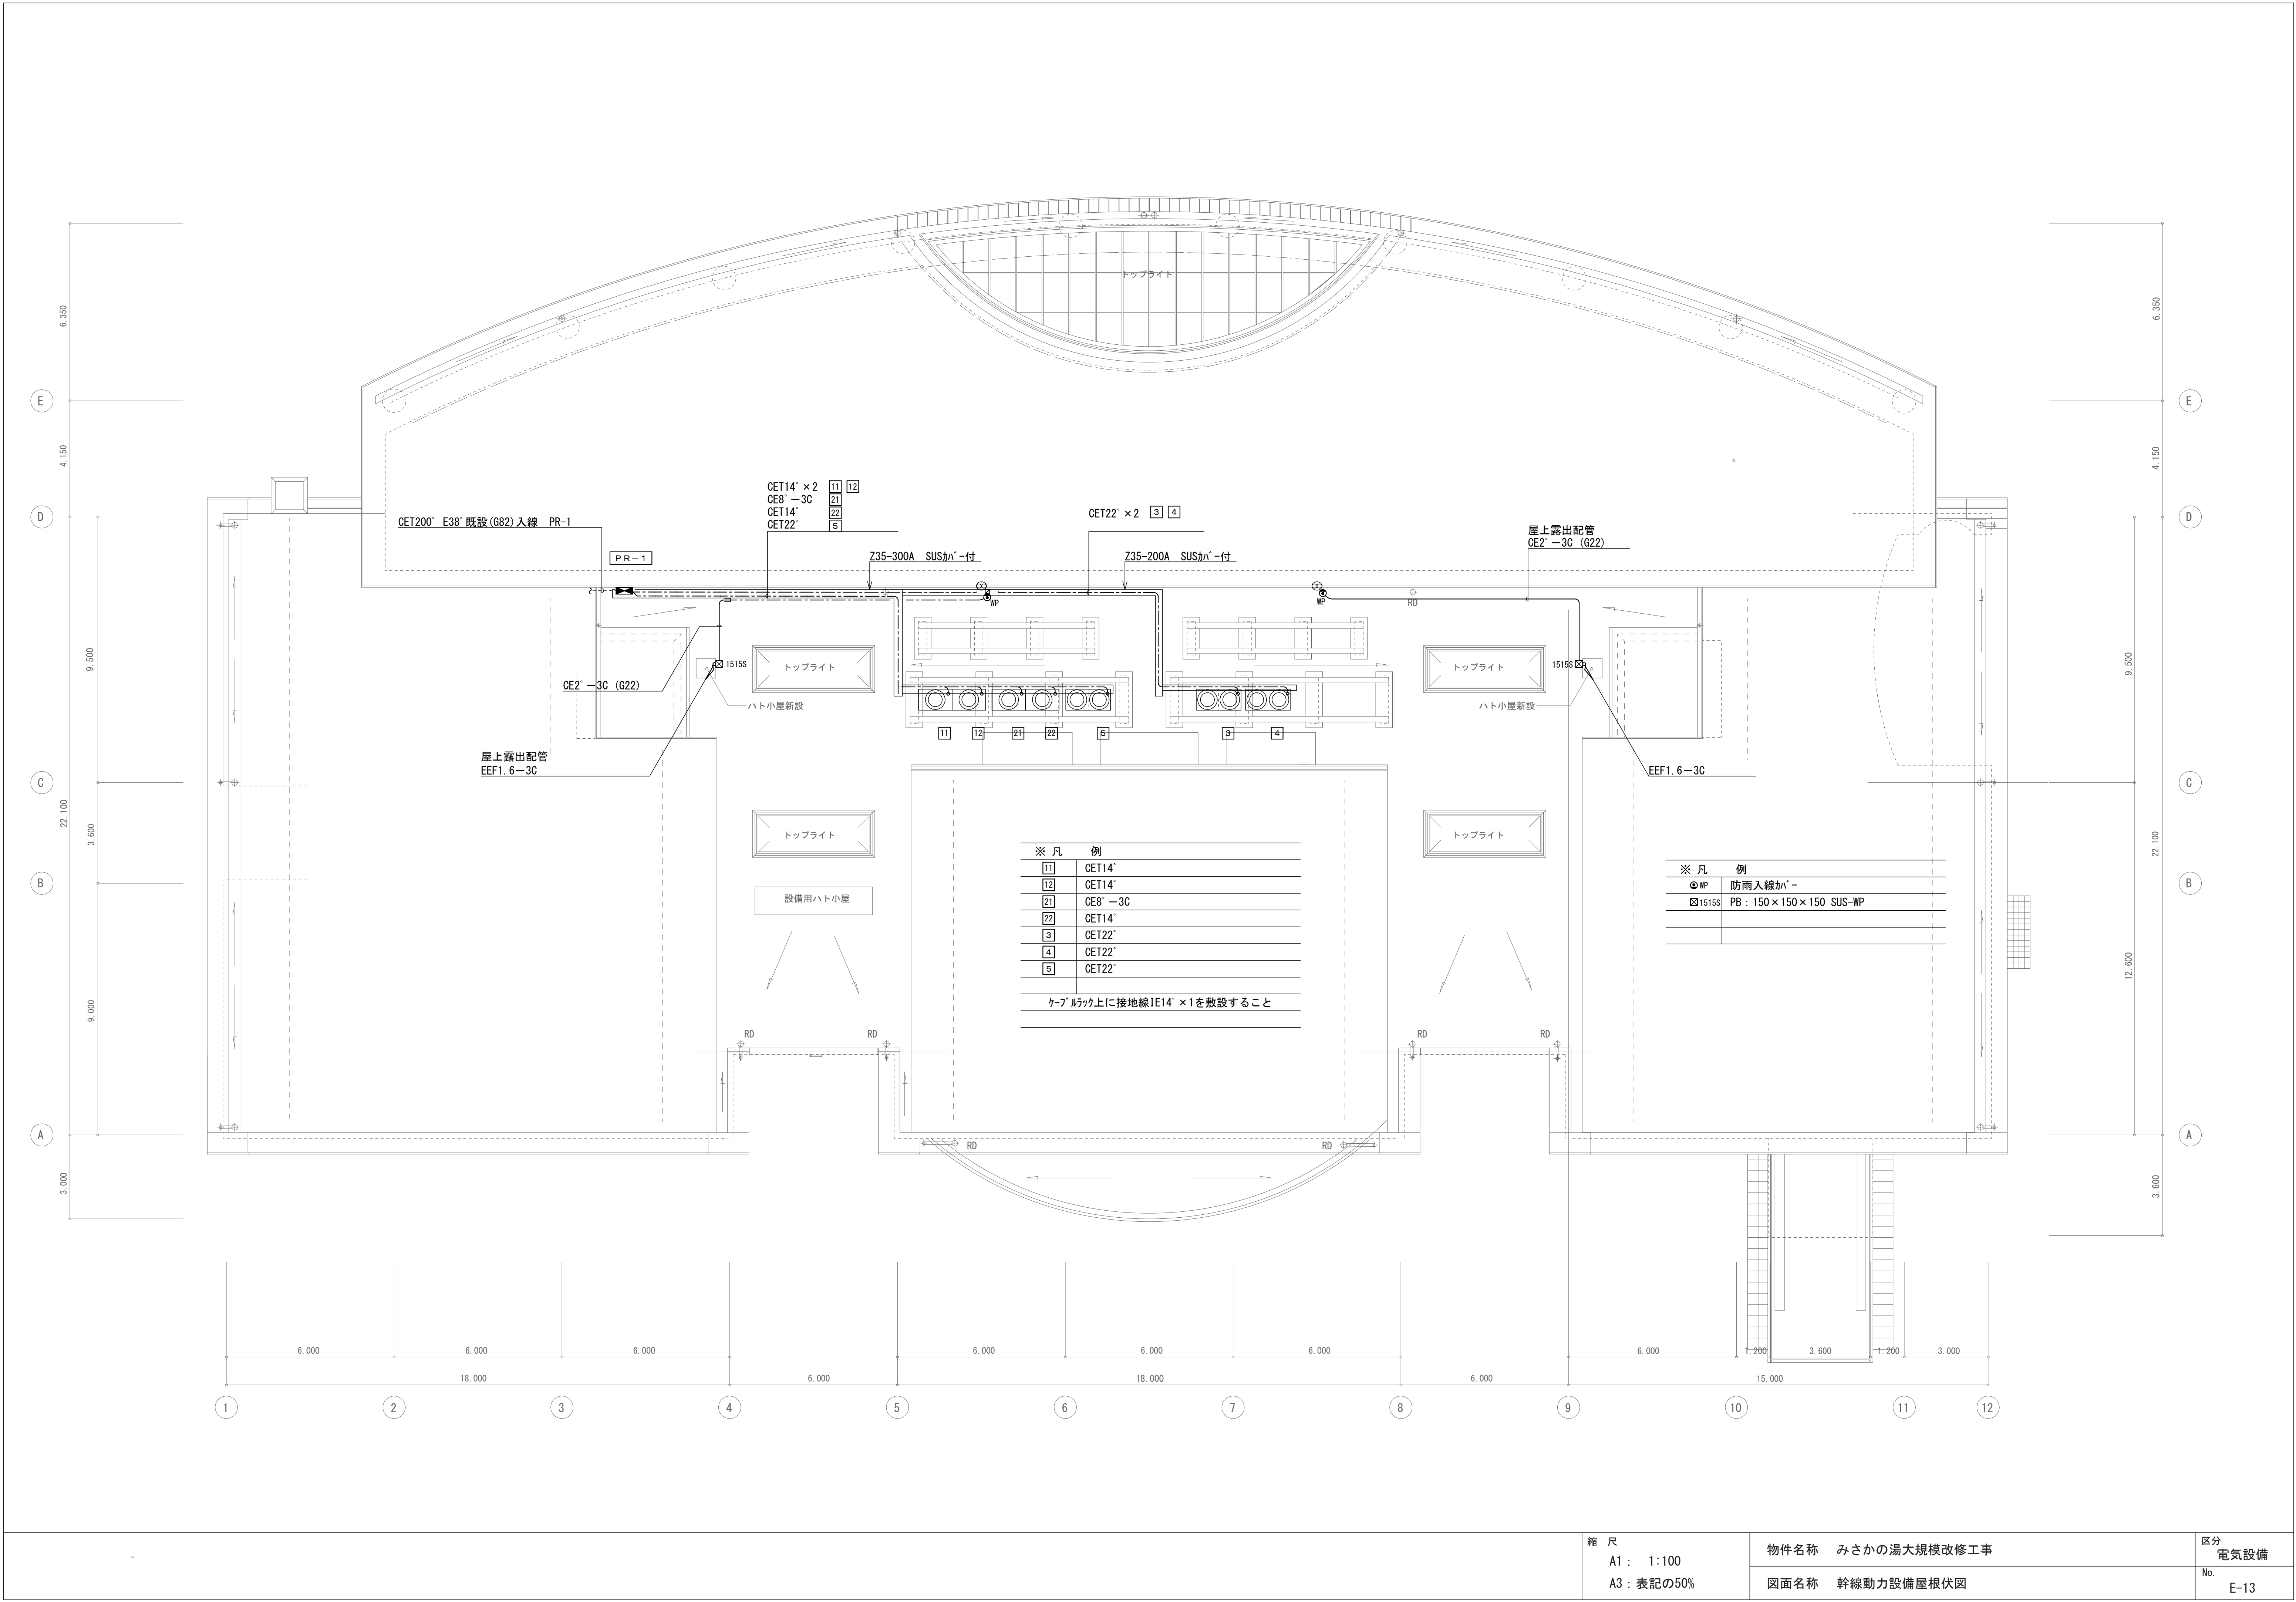 トップライト
6.350
6.350
E
E
4.150
4.150
D
D
CET14゜×2 11 12
CE8゜―3C 21
CET14゜ 22
CET22゜ 5
CET22゜×2 3 4
CET200゜ E38゜既設(G82)入線 PR-1
屋上露出配管
CE2゜―3C (G22)
PR-1
Z35-300A SUSｶﾊﾞｰ付
Z35-200A SUSｶﾊﾞｰ付
WP
WP
RD
1515S
トップライト
トップライト
1515S
CE2゜―3C (G22)
ハト小屋新設
ハト小屋新設
9.500
9.500
11 12 21 22 5 3 4
屋上露出配管
EEF1.6―3C
EEF1.6―3C
C
C
22.100
3.600
22.100
トップライト
トップライト
B
B
設備用ハト小屋
※ 凡 例
11 CET14゜
12 CET14゜
21 CE8゜―3C
22 CET14゜
3 CET22゜
4 CET22゜
5 CET22゜
ｹｰﾌﾞﾙﾗｯｸ上に接地線IE14゜×1を敷設すること
※ 凡 例
WP 防雨入線ｶﾊﾞｰ
1515S PB：150×150×150 SUS-WP
9.000
12.600
RD
RD
RD
RD
A
A
RD
RD
3.000
3.600
6.000 6.000 6.000 6.000 6.000 6.000 6.000 1.200 3.600 1.200 3.000
18.000 6.000 18.000 6.000 15.000
1 2 3 4 5 6 7 8 9 10 11 12
-
縮 尺
A1： 1:100
A3：表記の50%
物件名称 みさかの湯大規模改修工事
図面名称 幹線動力設備屋根伏図
区分
電気設備
No.
E-13